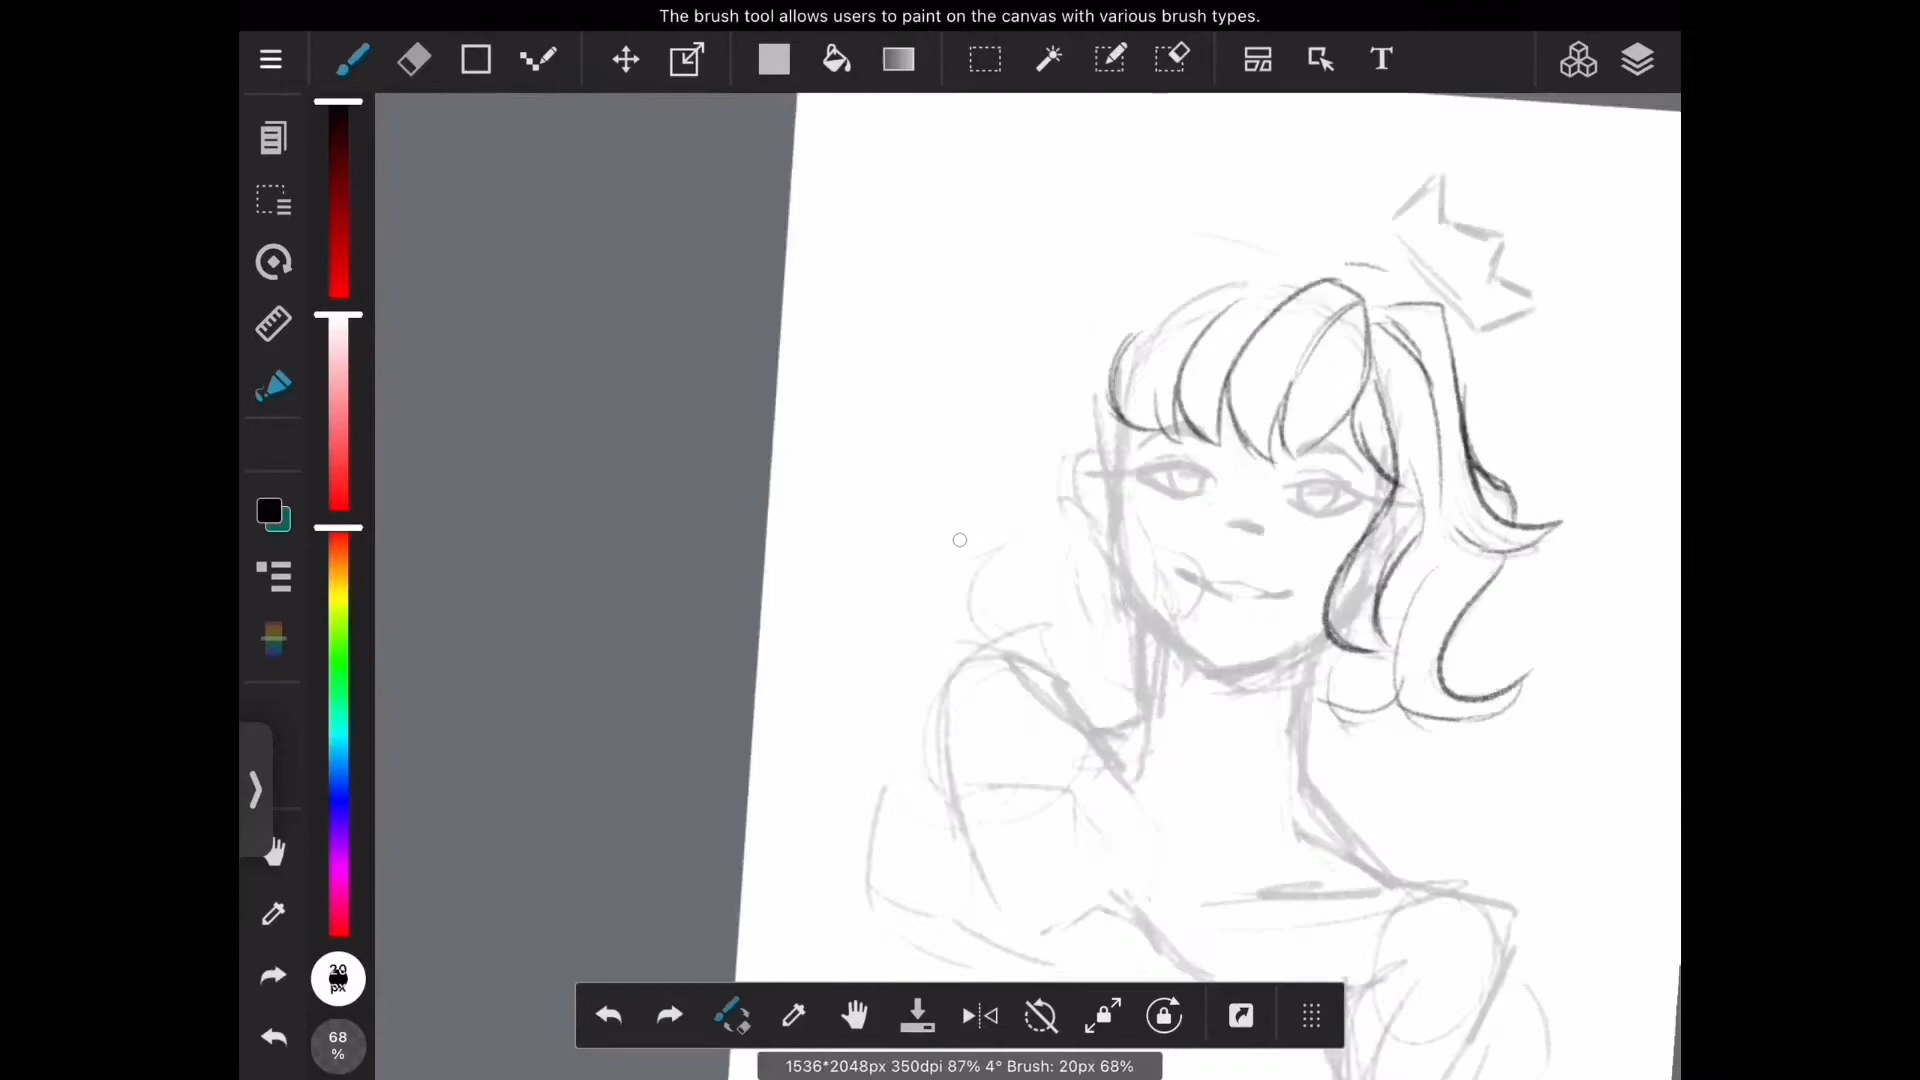 The brush tool allows users to paint on the canvas with various brush types.
T
20
px
68
%
1536*2048px 350dpi 87% 4° Brush: 20px 68%